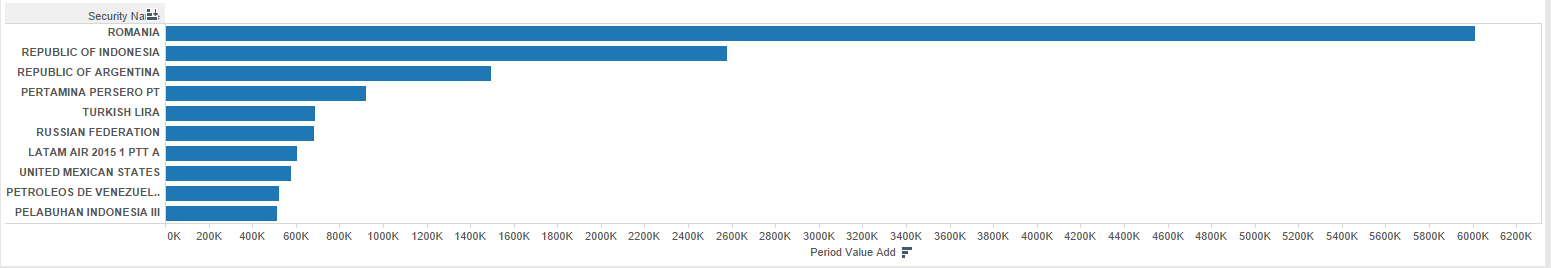 Security Na
ROMANIA
REPUBLIC OF INDONESIA
REPUBLIC OF ARGENTINA
PERTAMINA PERSERO PT
TURKISH LIRA
RUSSIAN FEDERATION
LATAM AIR 2015 1 PTT A
UNITED MEXICAN STATES
PETROLEOS DE VENEZUEL..
PELABUHAN INDONESIA III
0K 200K 400K 600K 800K 1000K 1200K 1400K 1600K 1800K 2000K 2200K 2400K 2600K 2800K 3000K 3200K 3400K 3600K 3800K 4000K 4200K 4400K 4600K 4800K 5000K 5200K 5400K 5600K 5800K 6000K 6200K
Period Value Add